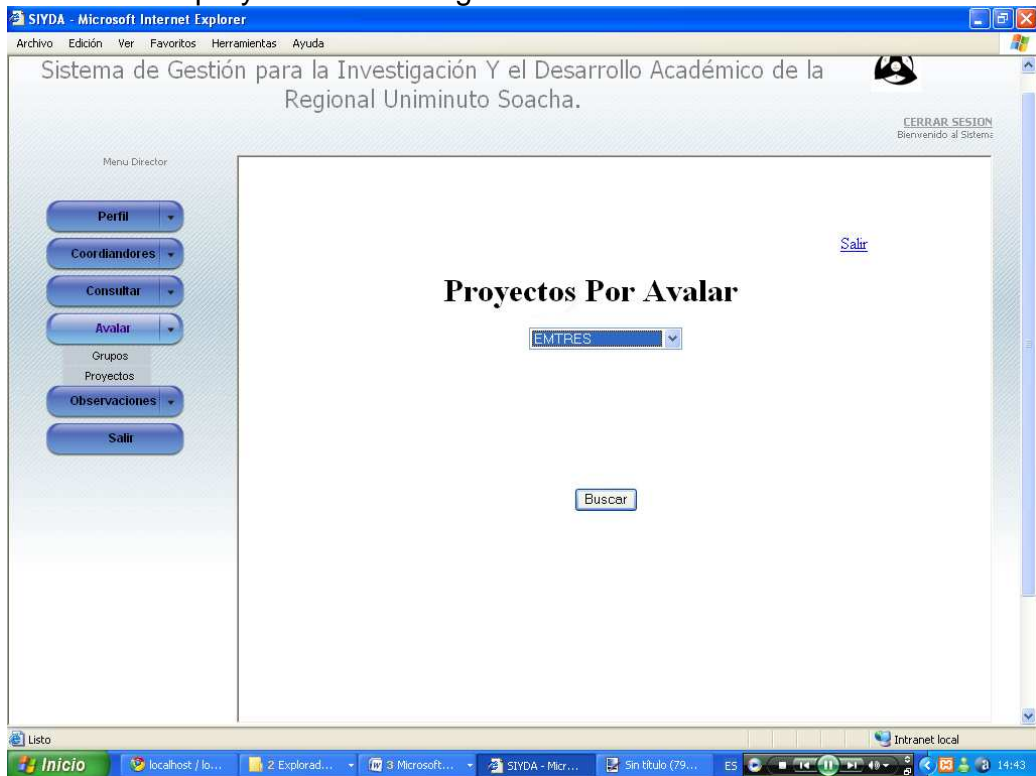 SIYDA - Microsoft Internet Explorer
Archivo Edición Ver Favoritos Herramientas Ayuda
Sistema de Gestión para la Investigación Y el Desarrollo Académico de la
Regional Uniminuto Soacha.
CERRAR SESION
Bienvenido al Sistema
Menu Director
Perfil
Coordiandores
Consultar
Avalar
Grupos
Proyectos
Observaciones
Salir
Salir
Proyectos Por Avalar
EMTRES
Buscar
Listo
Intranet local
Inicio
localhost / lo...
2 Explorad...
3 Microsoft...
SIYDA - Micr...
Sin título (79...
ES
14:43